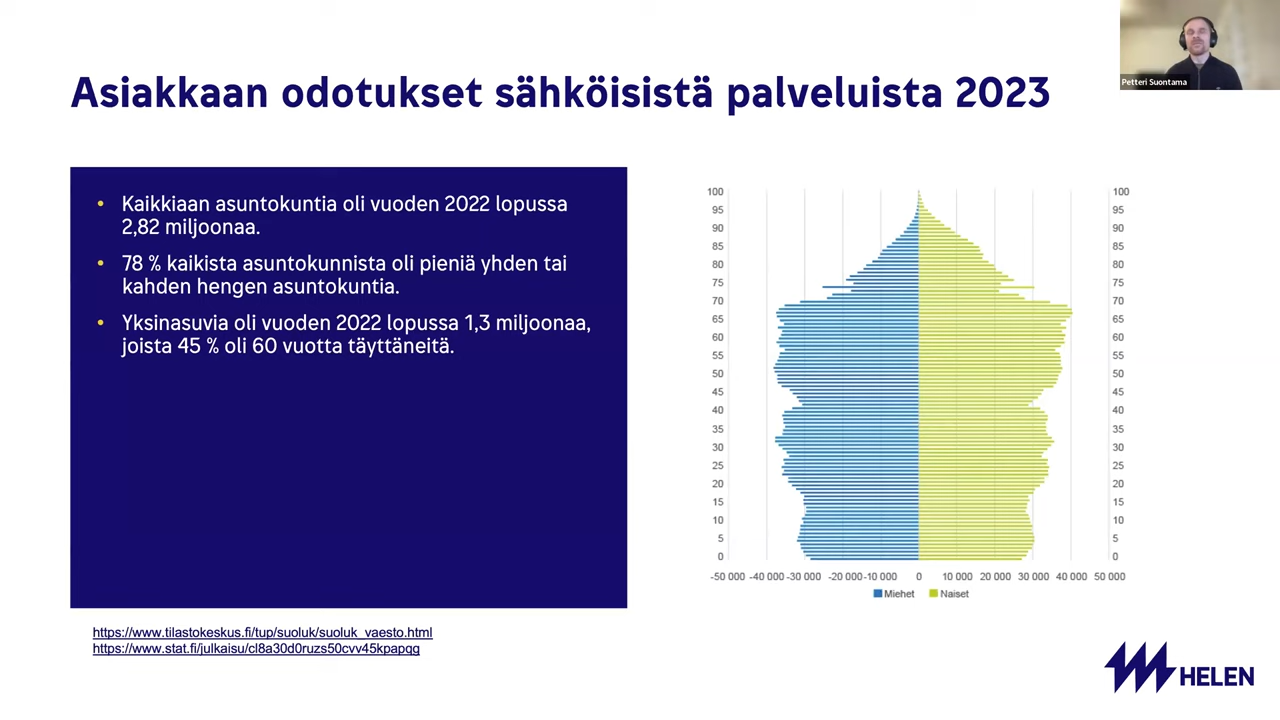 Petteri Suontama
Asiakkaan odotukset sähköisistä palveluista 2023
• Kaikkiaan asuntokuntia oli vuoden 2022 lopussa
2,82 miljoonaa.
• 78 % kaikista asuntokunnista oli pieniä yhden tai
kahden hengen asuntokuntia.
• Yksinasuvia oli vuoden 2022 lopussa 1,3 miljoonaa,
joista 45 % oli 60 vuotta täyttäneitä.
100 100
95 95
90 90
85 85
80 80
75 75
70 70
65 65
60 60
55 55
50 50
45 45
40 40
35 35
30 30
25 25
20 20
15 15
10 10
5 5
0 0
-50 000 -40 000 -30 000 -20 000 -10 000 0 10 000 20 000 30 000 40 000 50 000
Miehet Naiset
https://www.tilastokeskus.fi/tup/suoluk/suoluk_vaesto.html
https://www.stat.fi/julkaisu/cl8a30d0ruzs50cvv45kpapqq
HELEN